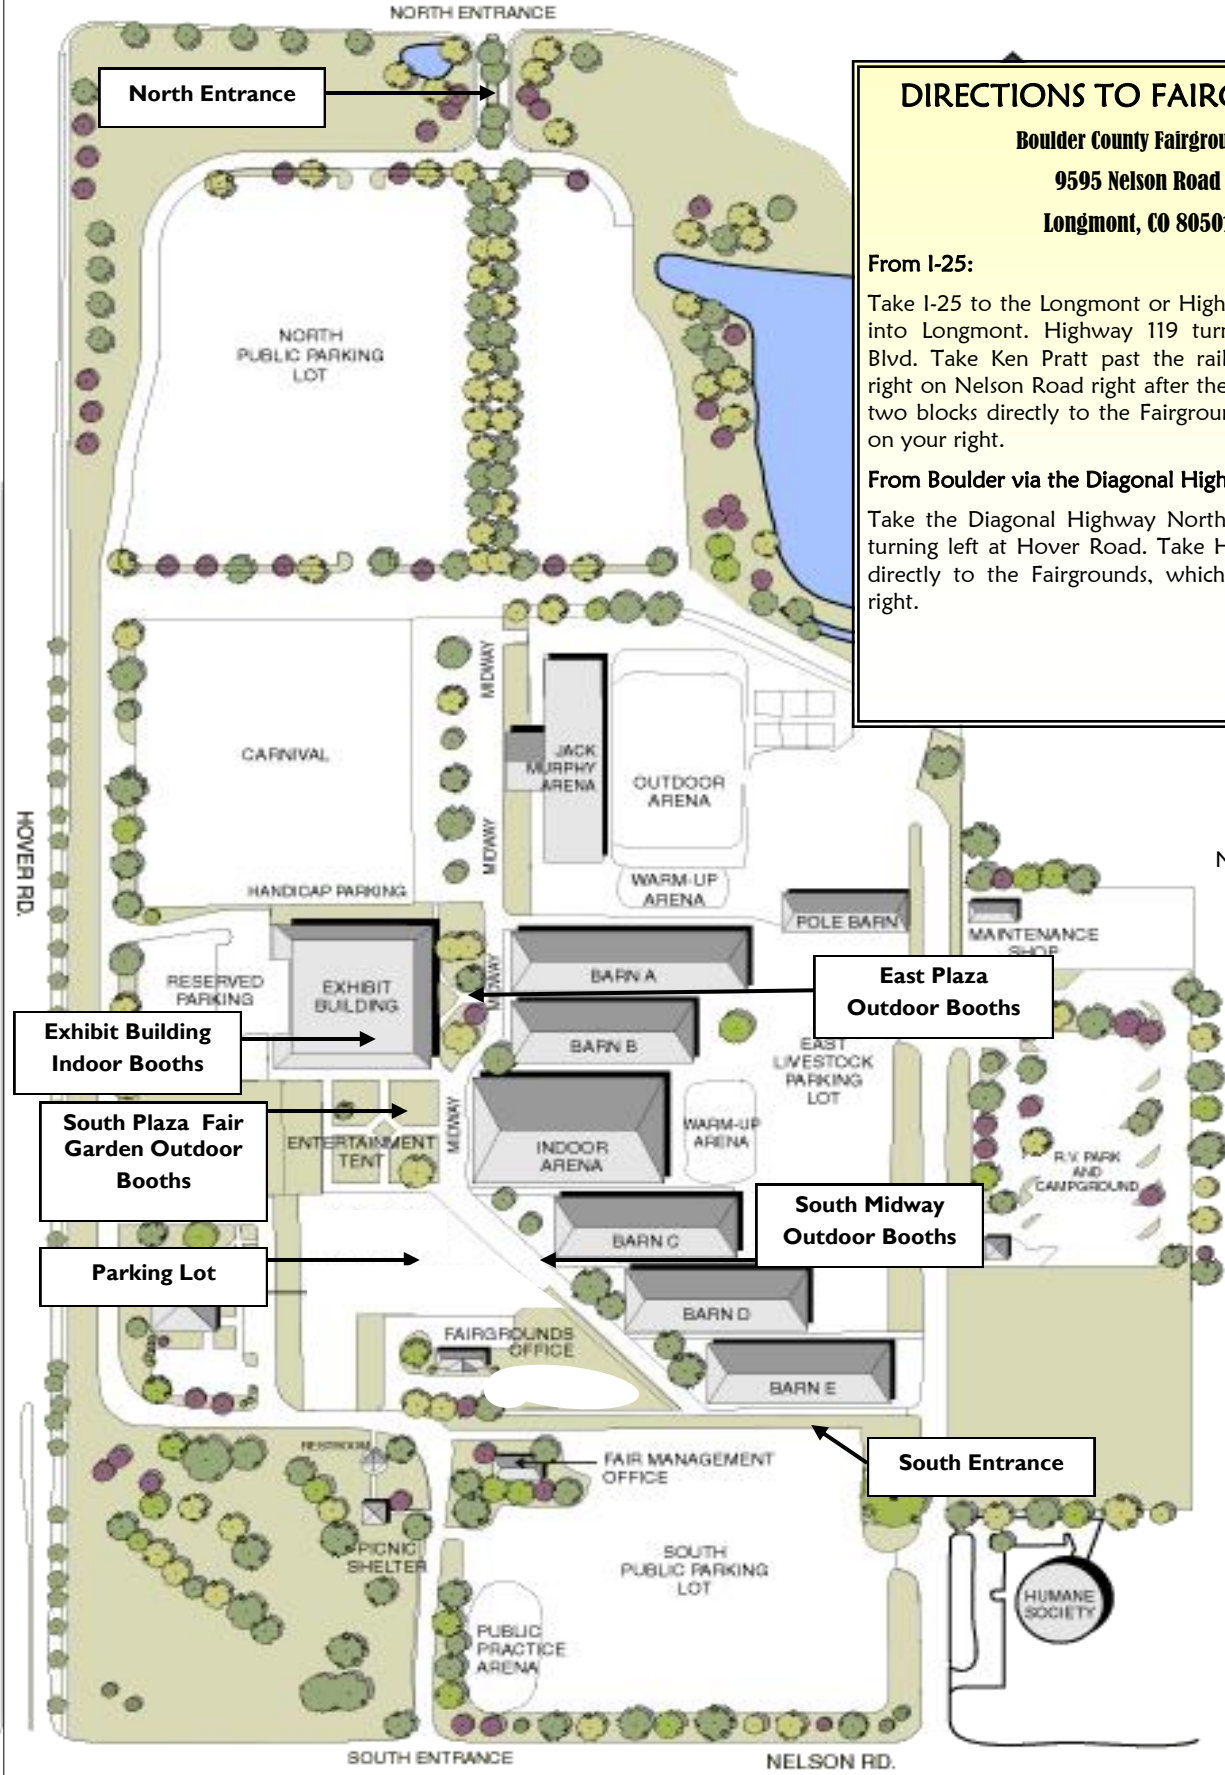 NORTH ENTRANCE
North Entrance
DIRECTIONS TO FAIRG
Boulder County Fairgrou
9595 Nelson Road
Longmont, CO 8050
From I-25:
Take I-25 to the Longmont or High
into Longmont. Highway 119 turn
Blvd. Take Ken Pratt past the rail
right on Nelson Road right after the
two blocks directly to the Fairgroun
on your right.
From Boulder via the Diagonal High
Take the Diagonal Highway North
turning left at Hover Road. Take H
directly to the Fairgrounds, which
right.
NORTH
PUBLIC PARKING
LOT
MIDWAY
CARNIVAL
JACK
MURPHY
ARENA
OUTDOOR
ARENA
HOVER RD.
MIDWAY
N
HANDICAP PARKING
WARM-UP
ARENA
POLE BARN
MAINTENANCE
SHOP
RESERVED
PARKING
EXHIBIT
BUILDING
MIDWAY
BARN A
East Plaza
Outdoor Booths
Exhibit Building
Indoor Booths
BARN B
EAST
LIVESTOCK
PARKING
LOT
South Plaza Fair
Garden Outdoor
Booths
ENTERTAINMENT
TENT
MIDWAY
INDOOR
ARENA
WARM-UP
ARENA
R.V. PARK
AND
CAMPGROUND
South Midway
Outdoor Booths
BARN C
Parking Lot
BARN D
FAIRGROUNDS
OFFICE
BARN E
South Entrance
RESTROOM
FAIR MANAGEMENT
OFFICE
PICNIC
SHELTER
SOUTH
PUBLIC PARKING
LOT
HUMANE
SOCIETY
PUBLIC
PRACTICE
ARENA
SOUTH ENTRANCE
NELSON RD.